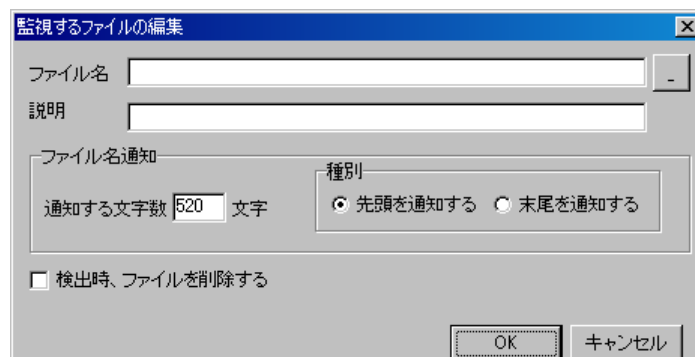 監視するファイルの編集
ファイル名
説明
ファイル名通知
通知する文字数 520 文字
種別
先頭を通知する 末尾を通知する
検出時、ファイルを削除する
OK キャンセル